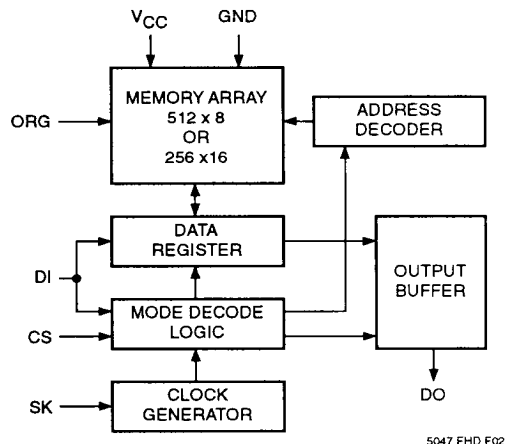 VCC
GND
MEMORY ARRAY
512 x 8
OR
256 x16
ORG
ADDRESS
DECODER
DATA
REGISTER
DI
OUTPUT
BUFFER
MODE DECODE
LOGIC
CS
CLOCK
GENERATOR
SK
DO
5047 FHD F02